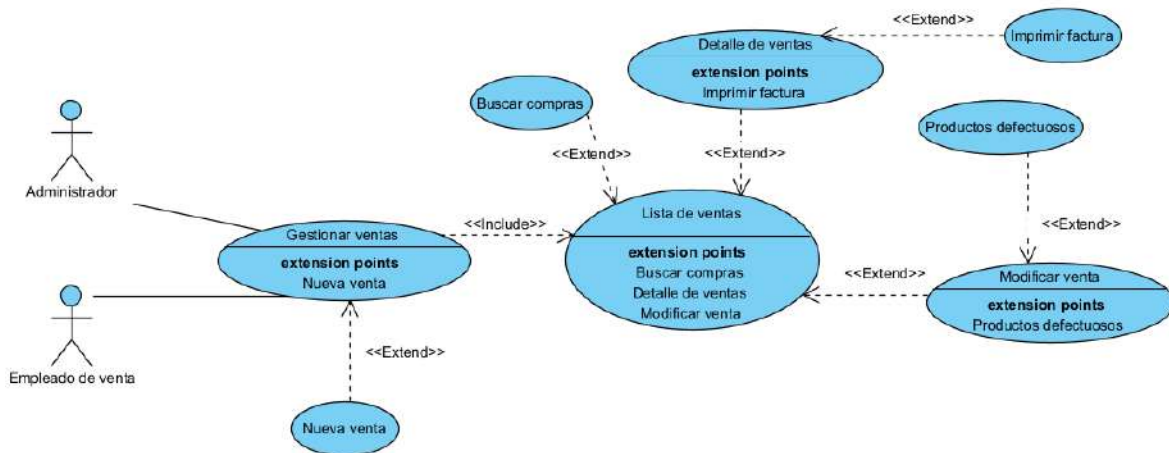 <<Extend>>
Imprimir factura
Detalle de ventas
extension points
Imprimir factura
Buscar compras
Productos defectuosos
<<Extend>>
<<Extend>>
Administrador
Lista de ventas
<<Include>>
<<Extend>>
Gestionar ventas
extension points
Nueva venta
extension points
Buscar compras
Detalle de ventas
Modificar venta
<<Extend>>
Modificar venta
extension points
Productos defectuosos
<<Extend>>
Empleado de venta
Nueva venta